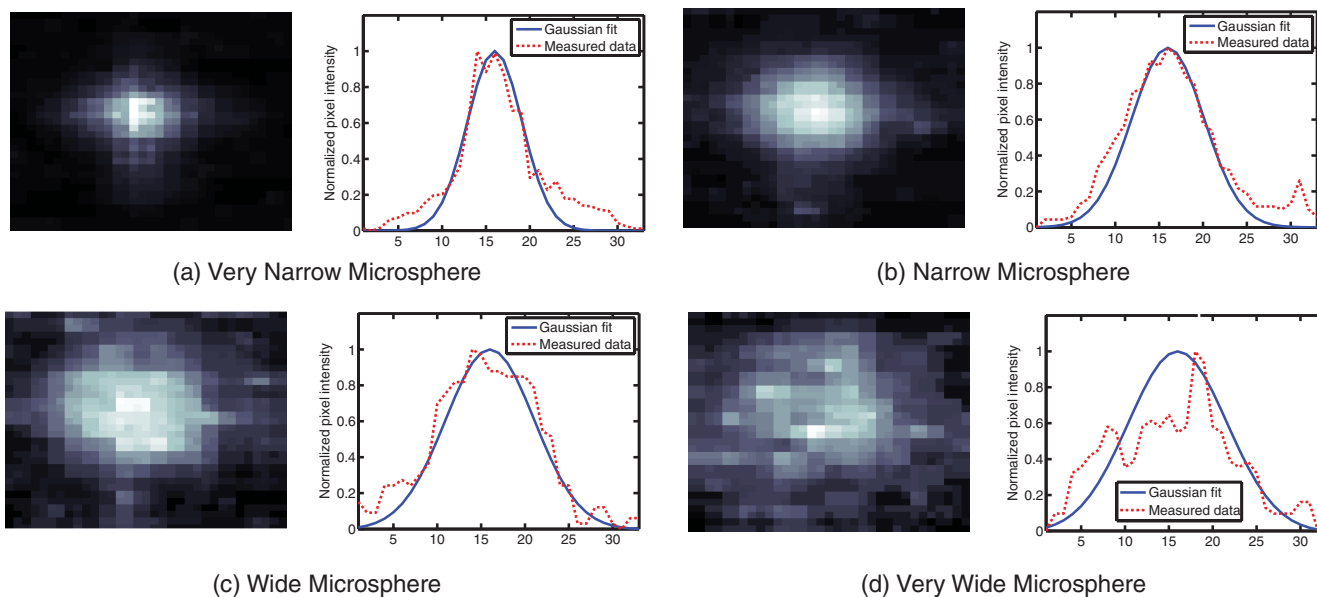 Normalized pixel intensity
1
0.8
0.6
0.4
0.2
0
5 10 15 20 25 30
Gaussian fit
Measured data
(a) Very Narrow Microsphere
Normalized pixel intensity
1
0.8
0.6
0.4
0.2
0
5 10 15 20 25 30
Gaussian fit
Measured data
(b) Narrow Microsphere
Normalized pixel intensity
1
0.8
0.6
0.4
0.2
0
5 10 15 20 25 30
Gaussian fit
Measured data
(c) Wide Microsphere
Normalized pixel intensity
1
0.8
0.6
0.4
0.2
0
5 10 15 20 25 30
Gaussian fit
Measured data
(d) Very Wide Microsphere